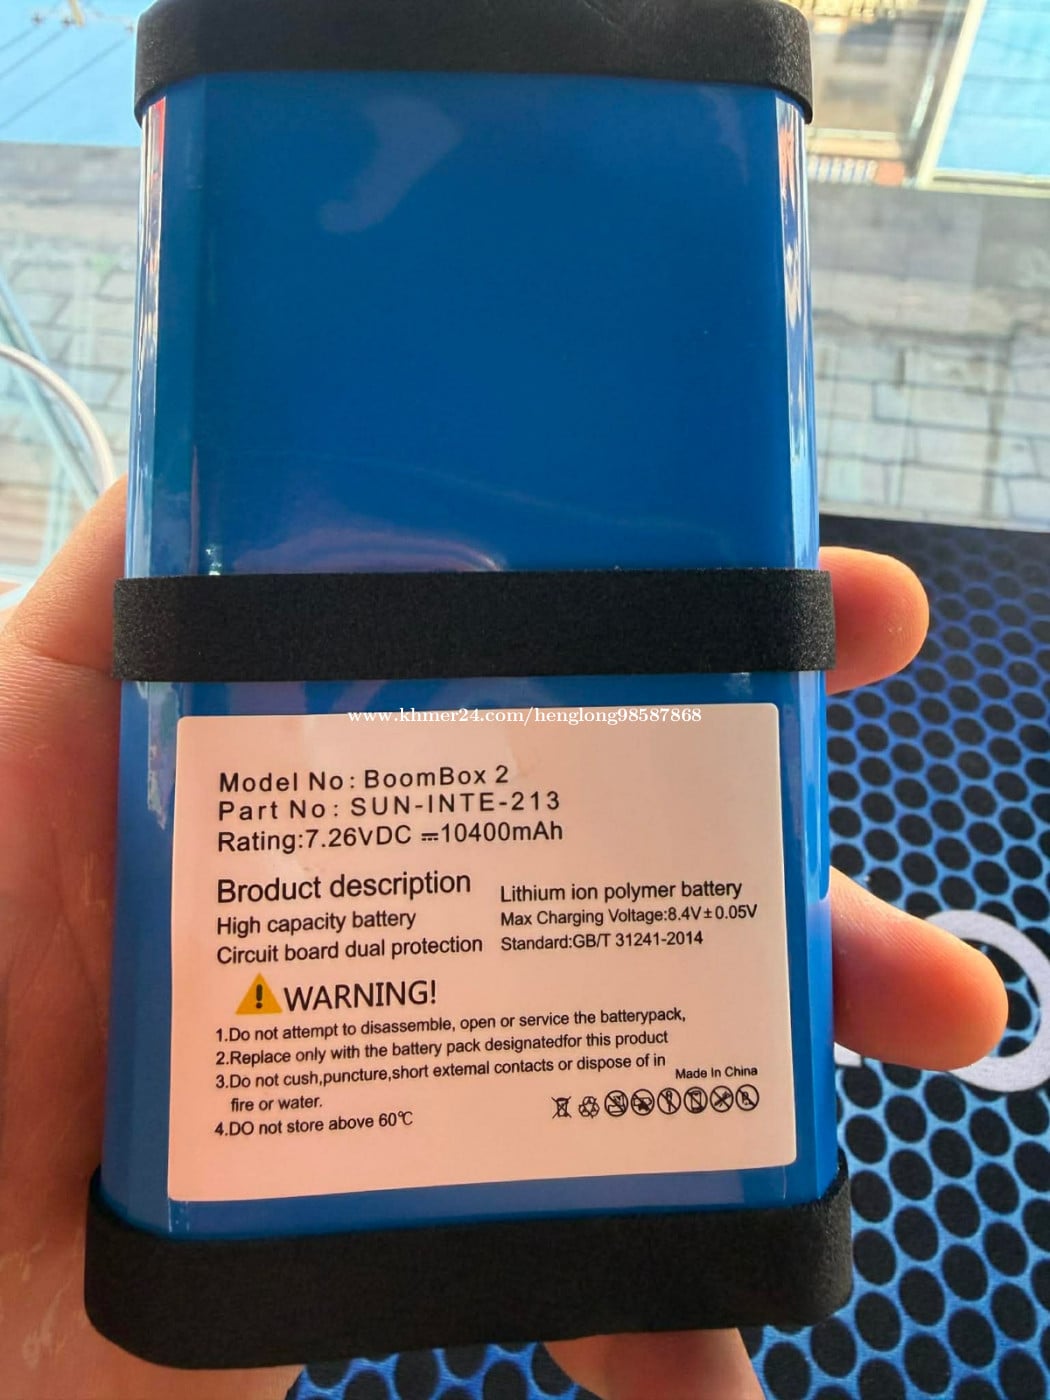 www.khmer24.com/henglong98587868
Model No: BoomBox 2
Part No: SUN-INTE-213
Rating:7.26VDC ⎓10400mAh
Broduct description
High capacity battery
Circuit board dual protection
Lithium ion polymer battery
Max Charging Voltage:8.4V±0.05V
Standard:GB/T 31241-2014
WARNING!
1.Do not attempt to disassemble, open or service the batterypack,
2.Replace only with the battery pack designatedfor this product
3.Do not cush,puncture,short extemal contacts or dispose of in
fire or water.
4.DO not store above 60℃
Made In China